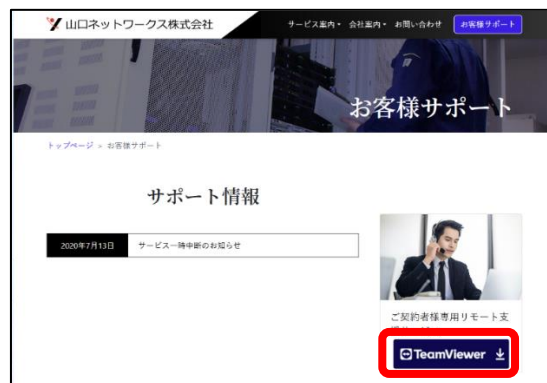 山口ネットワークス株式会社
サービス案内 会社案内 お問い合わせ お客様サポート
お客様サポート
トップページ > お客様サポート
サポート情報
2020年7月13日 サービス一時中断のお知らせ
ご契約者様専用リモート支
TeamViewer